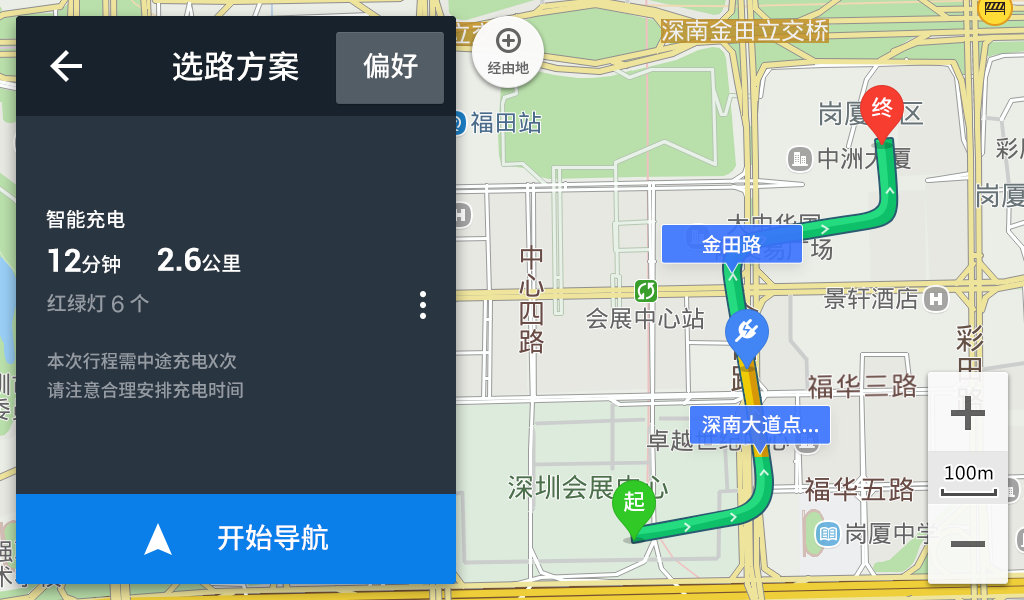 选路方案
偏好
智能充电
12分钟 2.6公里
红绿灯 6 个
本次行程需中途充电X次
请注意合理安排充电时间
开始导航
经由地
深南金田立交桥
福田站
终
中洲大厦
金田路
中心四路
会展中心站
景轩酒店
H
彩田
福华三路
深南大道点...
深圳会展中心
起
福华五路
岗厦中学
100m